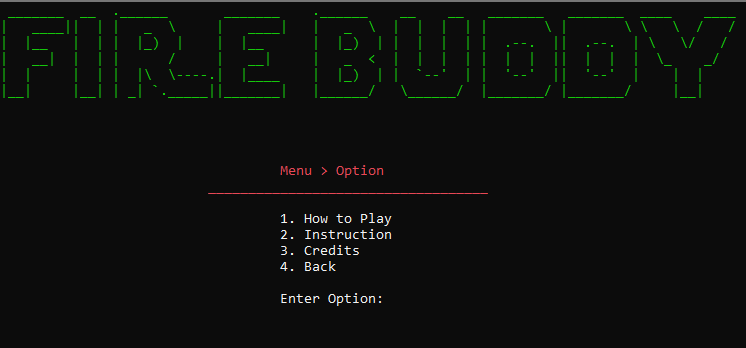 FIRE BUDDY
Menu > Option
1. How to Play
2. Instruction
3. Credits
4. Back
Enter Option: